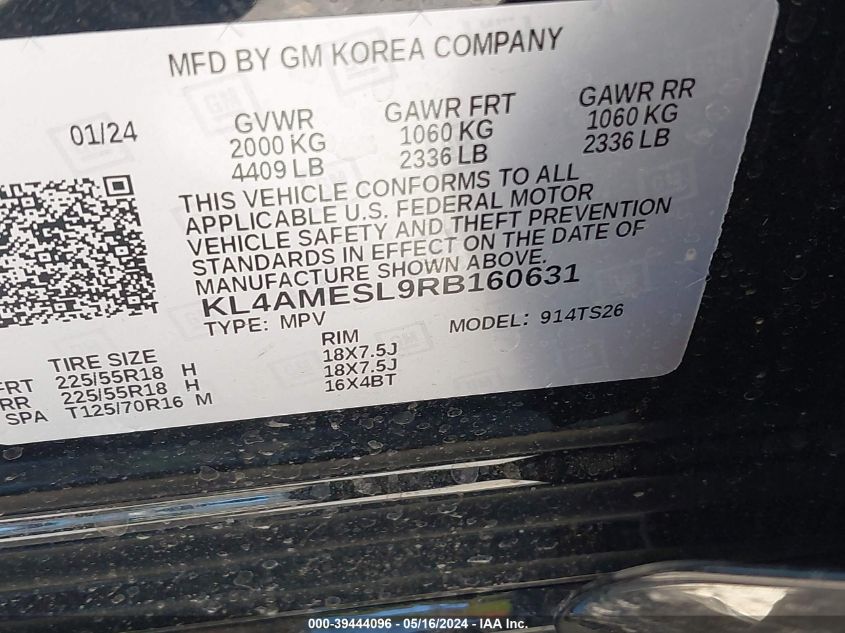 MFD BY GM KOREA COMPANY
01/24
GVWR GAWR FRT GAWR RR
2000 KG 1060 KG 1060 KG
4409 LB 2336 LB 2336 LB
THIS VEHICLE CONFORMS TO ALL
APPLICABLE U.S. FEDERAL MOTOR
VEHICLE SAFETY AND THEFT PREVENTION
STANDARDS IN EFFECT ON THE DATE OF
MANUFACTURE SHOWN ABOVE.
KL4AMESL9RB160631
TYPE: MPV MODEL: 914TS26
TIRE SIZE RIM
FRT 225/55R18 H 18X7.5J
RR 225/55R18 H 18X7.5J
SPA T125/70R16 M 16X4BT
000-39444096 - 05/16/2024 - IAA Inc.